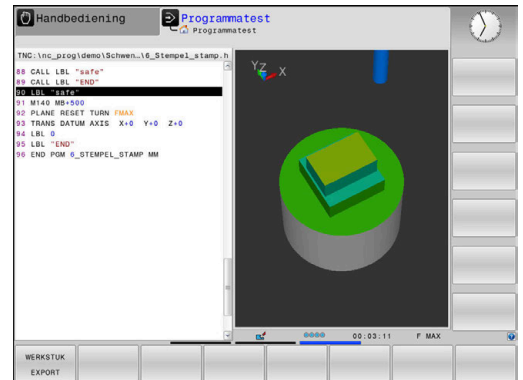 Handbediening
Programmatest
Programmatest
TNC:\nc_prog\demo\Schwen…\6_Stempel_stamp.h
88 CALL LBL "safe"
89 CALL LBL "END"
90 LBL "safe"
91 M140 MB+500
92 PLANE RESET TURN FMAX
93 TRANS DATUM AXIS X+0 Y+0 Z+0
94 LBL 0
95 LBL "END"
96 END PGM 6_STEMPEL_STAMP MM
Y
Z
X
00:03:11
F MAX
WERKSTUK
EXPORT